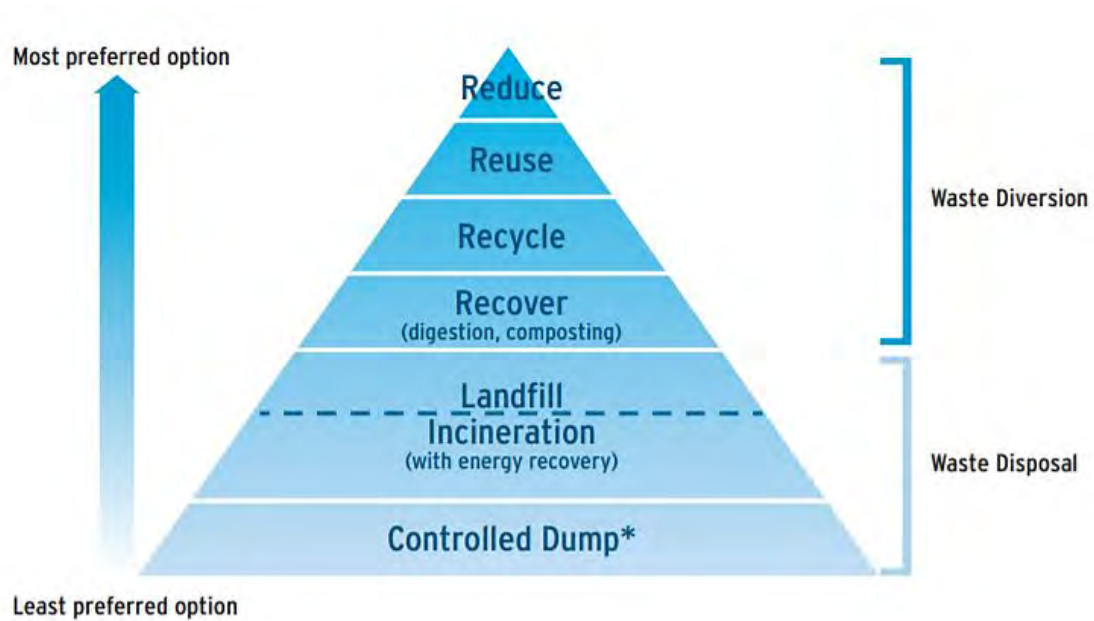 Most preferred option
Reduce
Reuse
Recycle
Recover
(digestion, composting)
Waste Diversion
Landfill
Incineration
(with energy recovery)
Controlled Dump*
Waste Disposal
Least preferred option